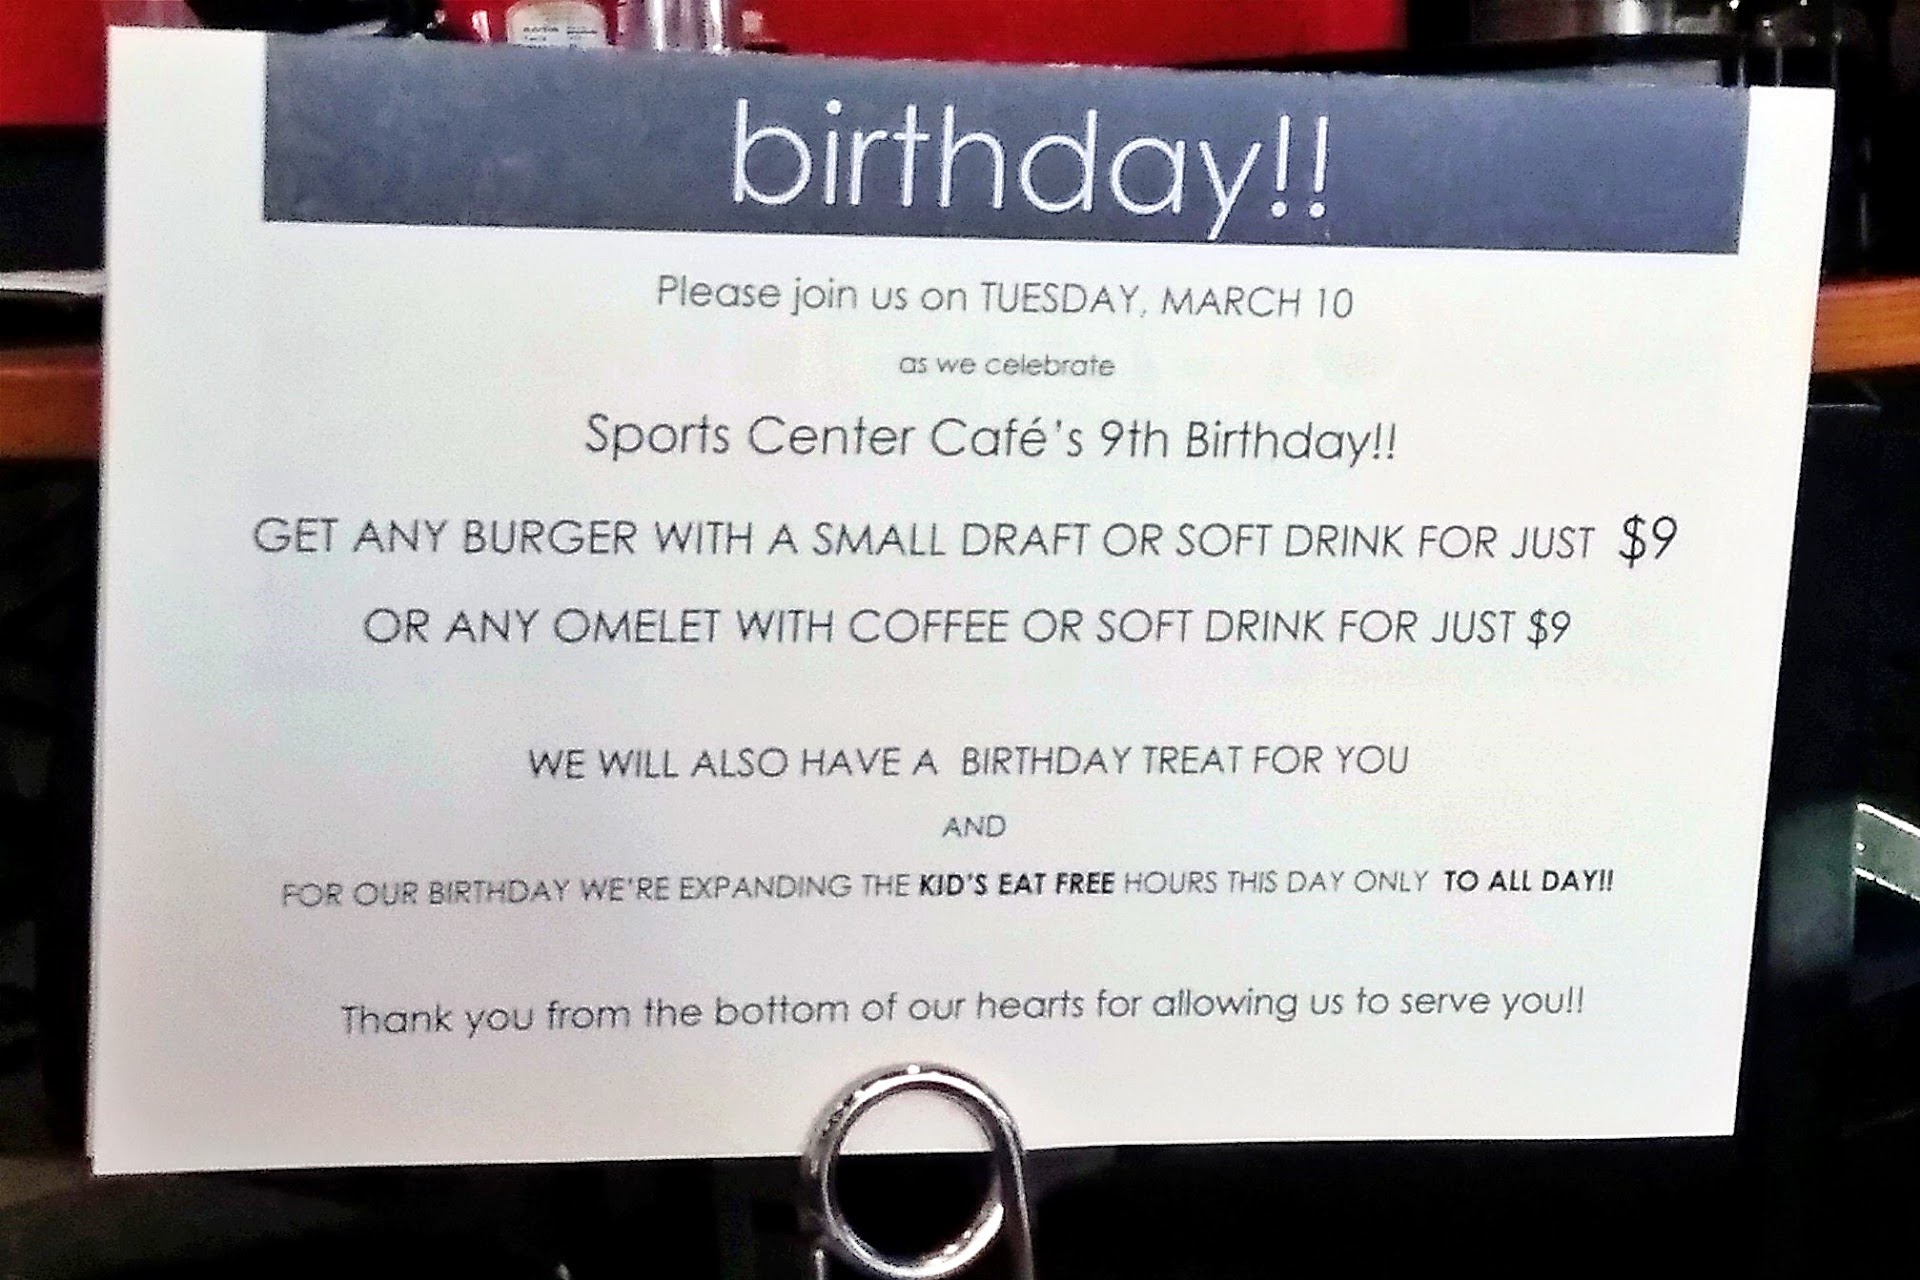 birthday!!
Please join us on TUESDAY, MARCH 10
as we celebrate
Sports Center Café's 9th Birthday!!
GET ANY BURGER WITH A SMALL DRAFT OR SOFT DRINK FOR JUST $9
OR ANY OMELET WITH COFFEE OR SOFT DRINK FOR JUST $9
WE WILL ALSO HAVE A BIRTHDAY TREAT FOR YOU
AND
FOR OUR BIRTHDAY WE'RE EXPANDING THE KID'S EAT FREE HOURS THIS DAY ONLY TO ALL DAY!!
Thank you from the bottom of our hearts for allowing us to serve you!!